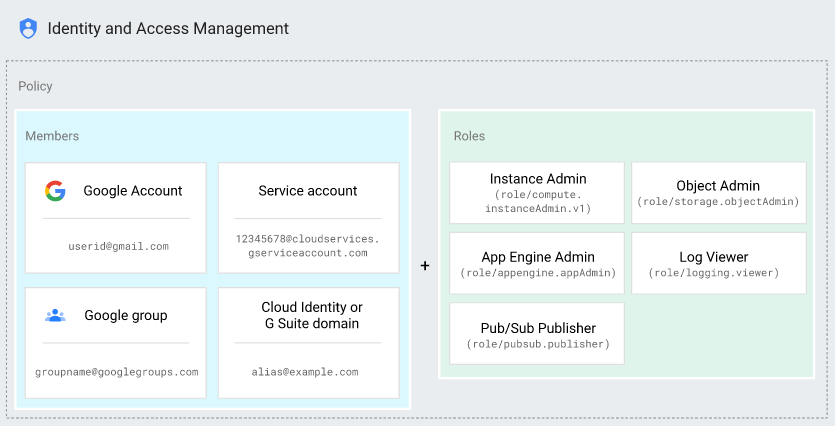 Identity and Access Management
Policy
Members
Google Account
userid@gmail.com
Service account
12345678@cloudservices.
gserviceaccount.com
Google group
groupname@googlegroups.com
Cloud Identity or
G Suite domain
alias@example.com
+
Roles
Instance Admin
(role/compute.
instanceAdmin.v1)
Object Admin
(role/storage.objectAdmin)
App Engine Admin
(role/appengine.appAdmin)
Log Viewer
(role/logging.viewer)
Pub/Sub Publisher
(role/pubsub.publisher)